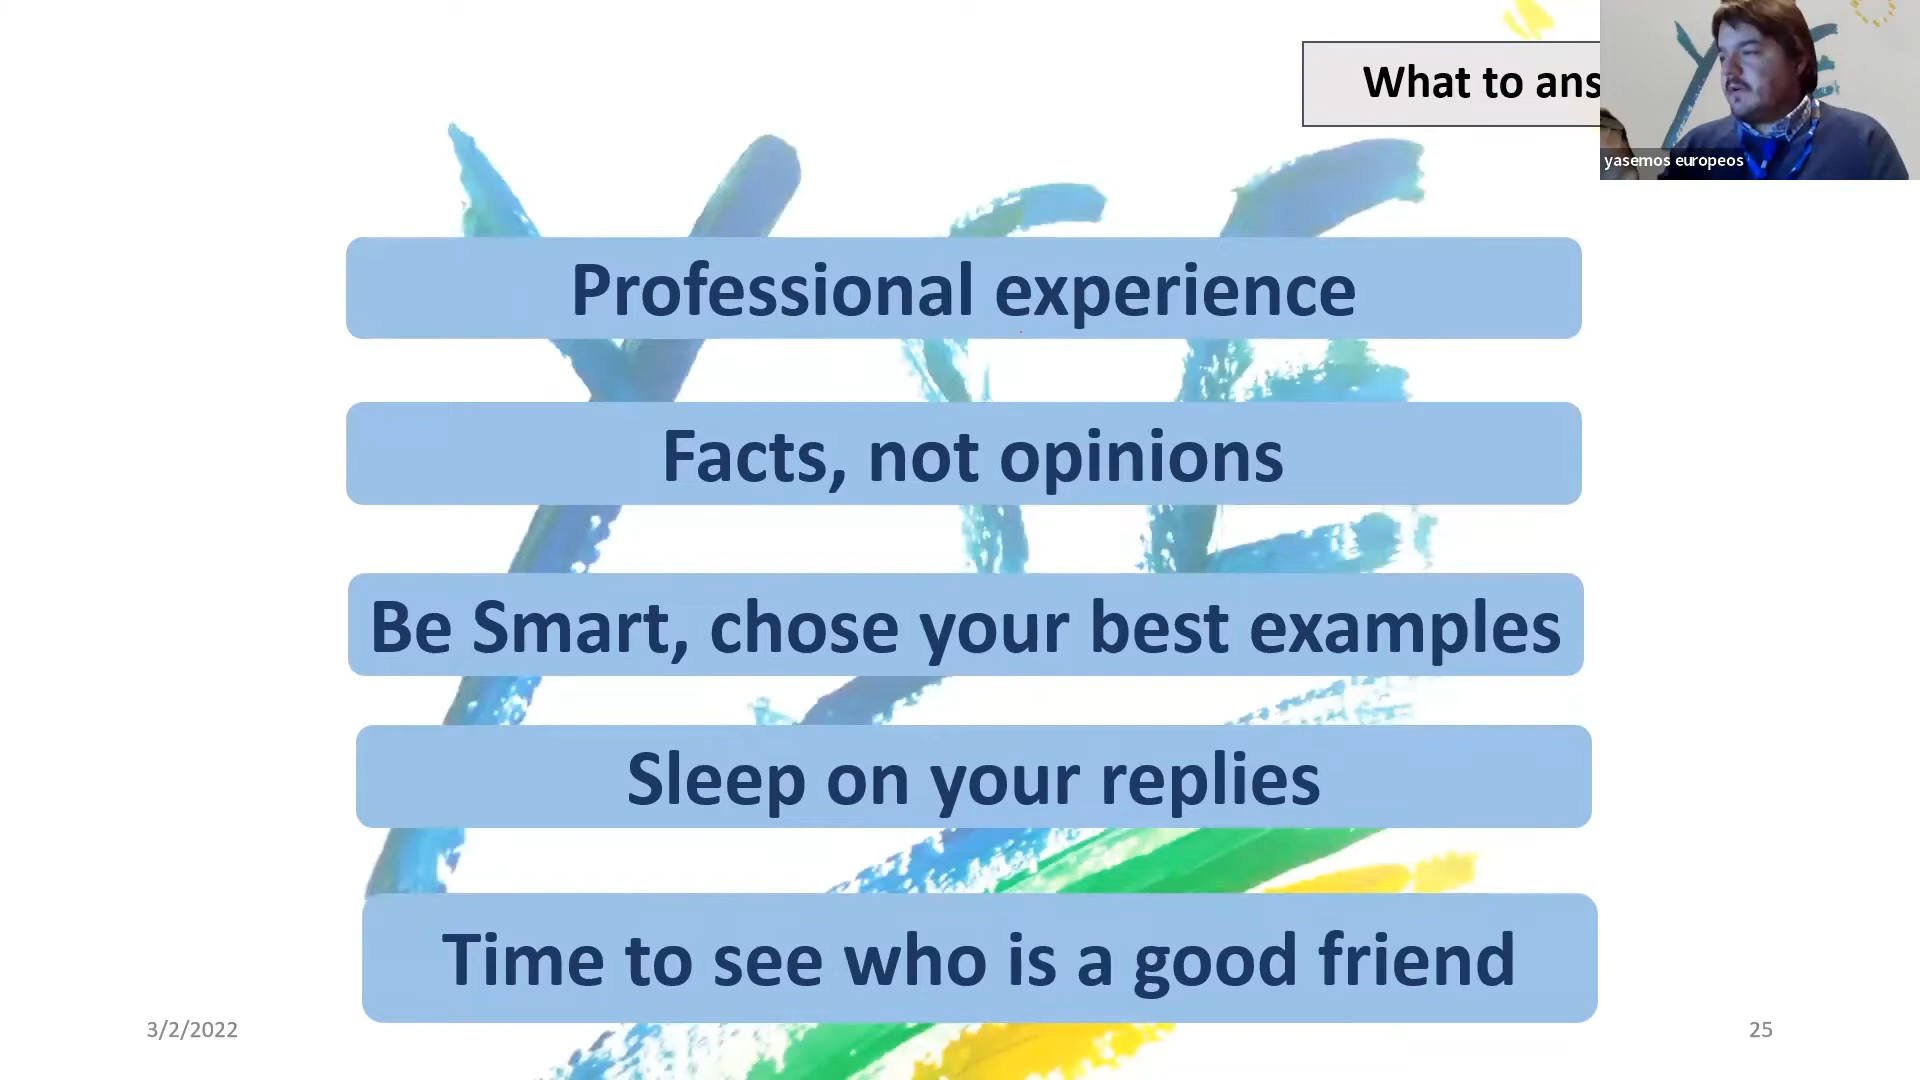 What to ans
yasemos europeos
Professional experience
Facts, not opinions
Be Smart, chose your best examples
Sleep on your replies
Time to see who is a good friend
3/2/2022
25